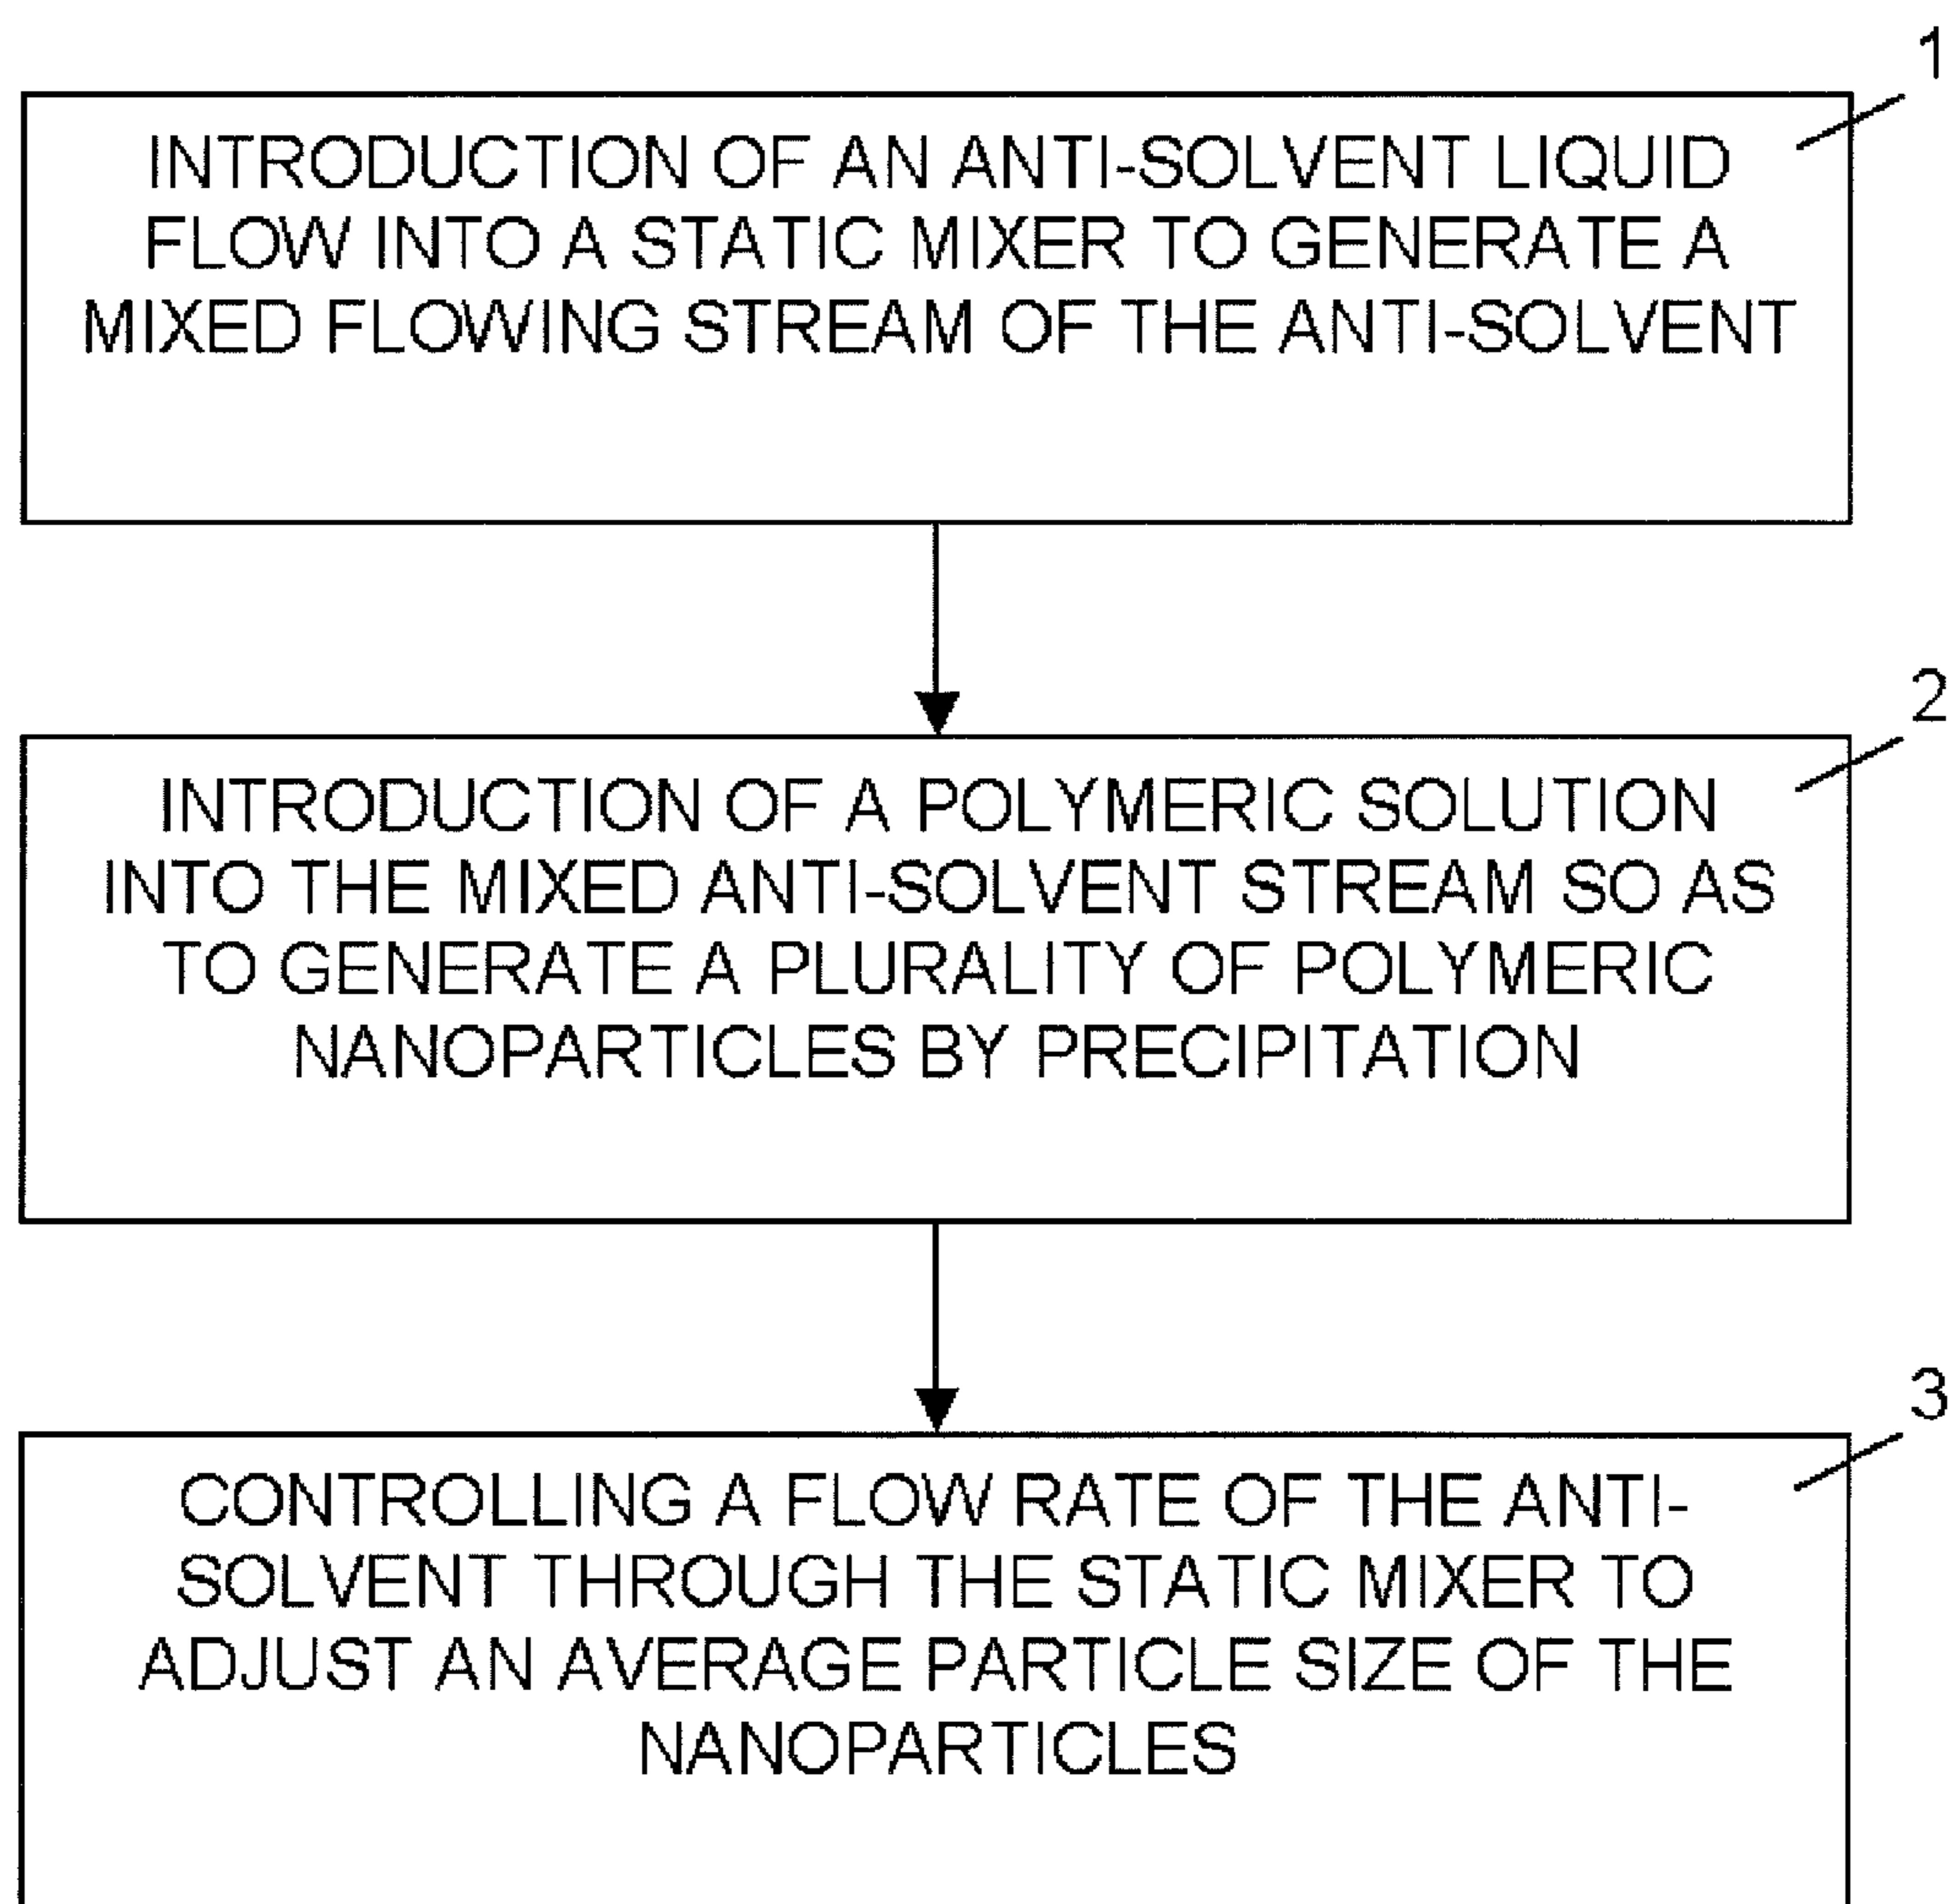 1
INTRODUCTION OF AN ANTI-SOLVENT LIQUID
FLOW INTO A STATIC MIXER TO GENERATE A
MIXED FLOWING STREAM OF THE ANTI-SOLVENT
2
INTRODUCTION OF A POLYMERIC SOLUTION
INTO THE MIXED ANTI-SOLVENT STREAM SO AS
TO GENERATE A PLURALITY OF POLYMERIC
NANOPARTICLES BY PRECIPITATION
3
CONTROLLING A FLOW RATE OF THE ANTI-
SOLVENT THROUGH THE STATIC MIXER TO
ADJUST AN AVERAGE PARTICLE SIZE OF THE
NANOPARTICLES